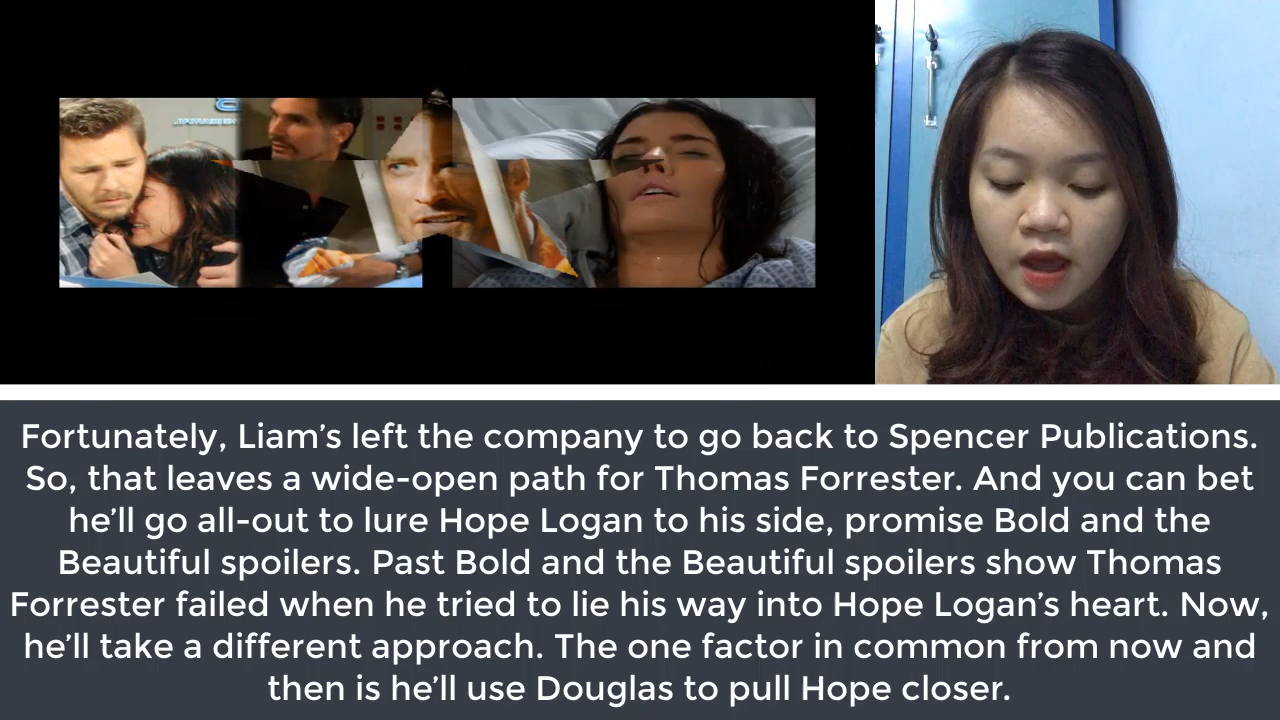 Fortunately, Liam’s left the company to go back to Spencer Publications.
So, that leaves a wide-open path for Thomas Forrester. And you can bet
he’ll go all-out to lure Hope Logan to his side, promise Bold and the
Beautiful spoilers. Past Bold and the Beautiful spoilers show Thomas
Forrester failed when he tried to lie his way into Hope Logan’s heart. Now,
he’ll take a different approach. The one factor in common from now and
then is he’ll use Douglas to pull Hope closer.